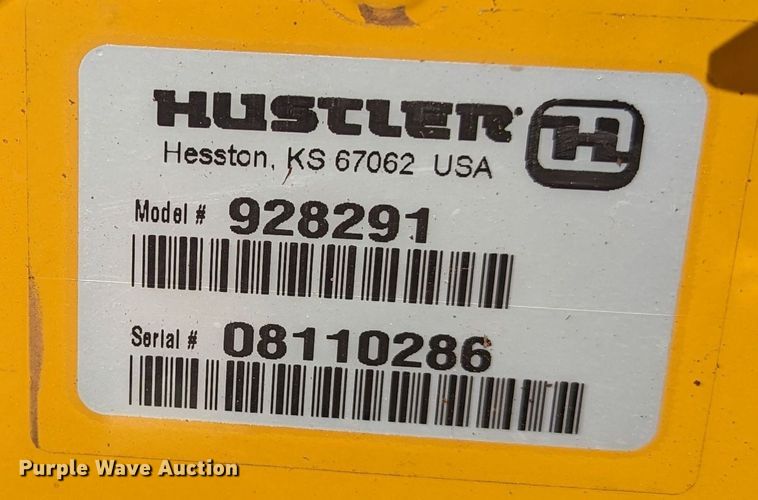 HUSTLER H
Hesston, KS 67062 USA
Model # 928291
Serial # 08110286
Purple Wave Auction